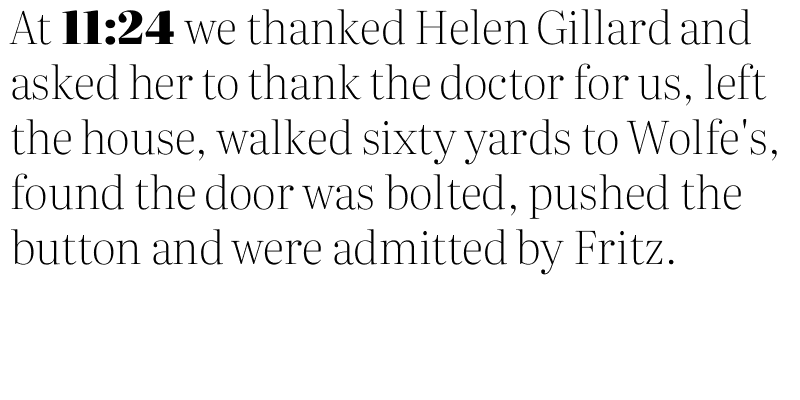 At 11:24 we thanked Helen Gillard and
asked her to thank the doctor for us, left
the house, walked sixty yards to Wolfe's,
found the door was bolted, pushed the
button and were admitted by Fritz.